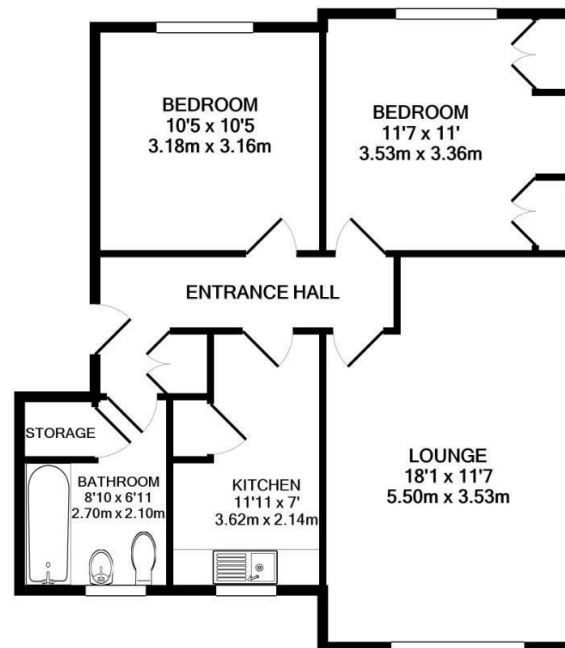 BEDROOM
10'5 x 10'5
3.18m x 3.16m
BEDROOM
11'7 x 11'
3.53m x 3.36m
ENTRANCE HALL
STORAGE
BATHROOM
8'10 x 6'11
2.70m x 2.10m
KITCHEN
11'11 x 7'
3.62m x 2.14m
LOUNGE
18'1 x 11'7
5.50m x 3.53m